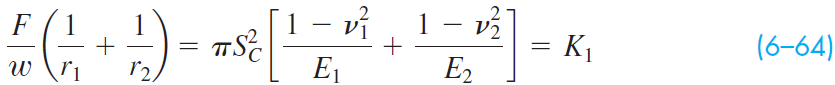 F/w (1/r₁ + 1/r₂) = πS_C² [(1 − ν₁²)/E₁ + (1 − ν₂²)/E₂] = K₁ (6–64)